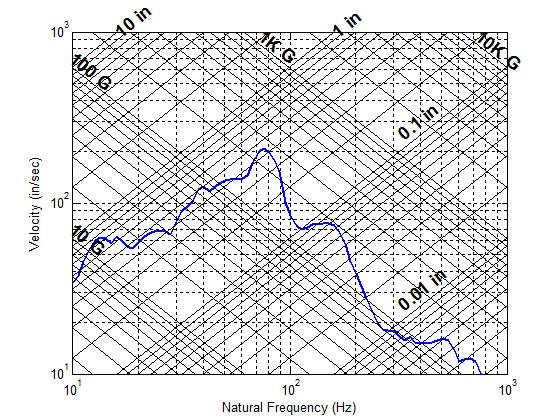 10 in
1K G
1 in
10K G
100 G
0.1 in
10 G
0.01 in
10³
10²
10¹
Velocity (in/sec)
10¹ 10² 10³
Natural Frequency (Hz)